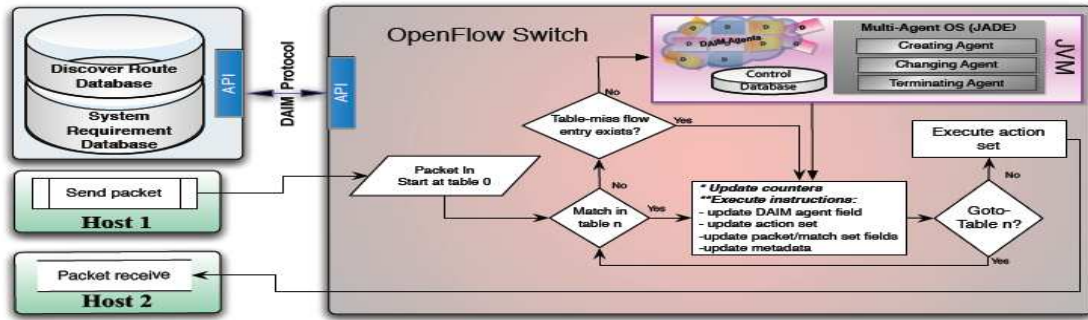 Discover Route
Database
System
Requirement
Database
API
DAIM Protocol
API
OpenFlow Switch
DAIM Agents
Control
Database
Multi-Agent OS (JADE)
Creating Agent
Changing Agent
Terminating Agent
JVM
No
Table-miss flow
entry exists?
Yes
Execute action
set
Send packet
Host 1
Packet In
Start at table 0
No
Match in
table n
Yes
* Update counters
**Execute instructions:
- update DAIM agent field
- update action set
-update packet/match set fields
-update metadata
No
Goto-
Table n?
Yes
Packet receive
Host 2